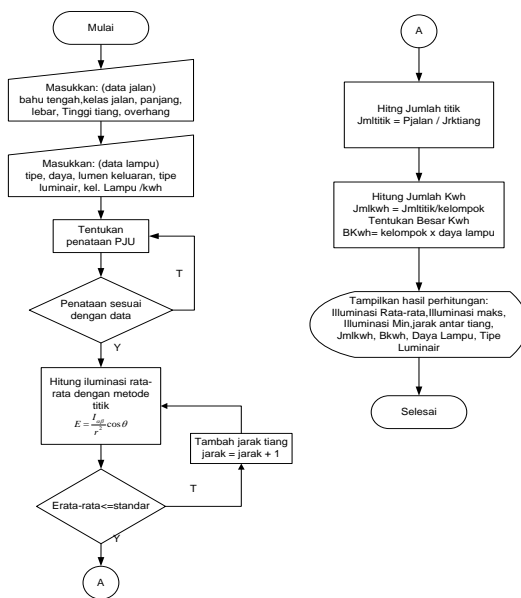 Mulai
Masukkan: (data jalan)
bahu tengah,kelas jalan, panjang,
lebar, Tinggi tiang, overhang
Masukkan: (data lampu)
tipe, daya, lumen keluaran, tipe
luminair, kel. Lampu /kwh
Tentukan
penataan PJU
T
Penataan sesuai
dengan data
Y
Hitung iluminasi rata-
rata dengan metode
titik
E = I_{αβ} / r² cos θ
Tambah jarak tiang
jarak = jarak + 1
T
Erata-rata<=standar
Y
A
A
Hitng Jumlah titik
Jmltitik = Pjalan / Jrktiang
Hitung Jumlah Kwh
Jmlkwh = Jmltitik/kelompok
Tentukan Besar Kwh
BKwh= kelompok x daya lampu
Tampilkan hasil perhitungan:
Illuminasi Rata-rata,Illuminasi maks,
Illuminasi Min,jarak antar tiang,
Jmlkwh, Bkwh, Daya Lampu, Tipe
Luminair
Selesai